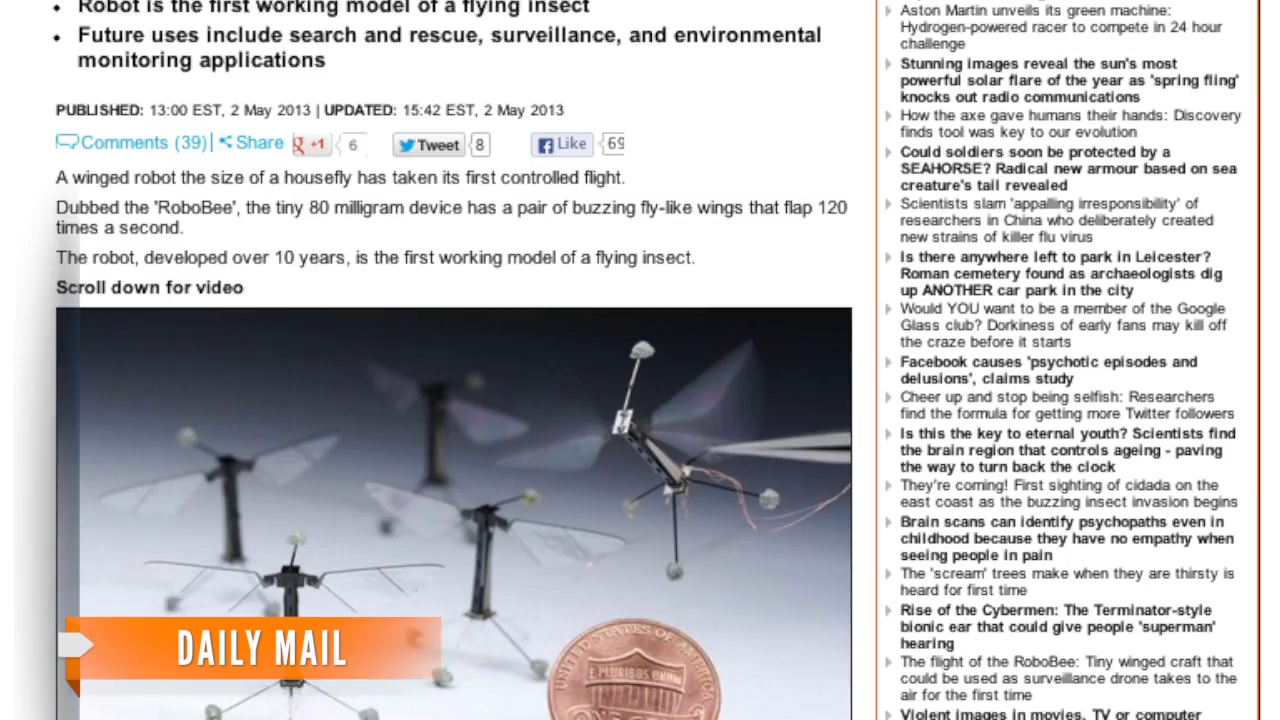 Robot is the first working model of a flying insect
Future uses include search and rescue, surveillance, and environmental
monitoring applications
PUBLISHED: 13:00 EST, 2 May 2013 | UPDATED: 15:42 EST, 2 May 2013
Comments (39) | Share +1 6 Tweet 8 Like 69
A winged robot the size of a housefly has taken its first controlled flight.
Dubbed the 'RoboBee', the tiny 80 milligram device has a pair of buzzing fly-like wings that flap 120
times a second.
The robot, developed over 10 years, is the first working model of a flying insect.
Scroll down for video
UNITED STATES OF AMERICA
E PLURIBUS UNUM
DAILY MAIL
Aston Martin unveils its green machine:
Hydrogen-powered racer to compete in 24 hour
challenge
Stunning images reveal the sun's most
powerful solar flare of the year as 'spring fling'
knocks out radio communications
How the axe gave humans their hands: Discovery
finds tool was key to our evolution
Could soldiers soon be protected by a
SEAHORSE? Radical new armour based on sea
creature's tail revealed
Scientists slam 'appalling irresponsibility' of
researchers in China who deliberately created
new strains of killer flu virus
Is there anywhere left to park in Leicester?
Roman cemetery found as archaeologists dig
up ANOTHER car park in the city
Would YOU want to be a member of the Google
Glass club? Dorkiness of early fans may kill off
the craze before it starts
Facebook causes 'psychotic episodes and
delusions', claims study
Cheer up and stop being selfish: Researchers
find the formula for getting more Twitter followers
Is this the key to eternal youth? Scientists find
the brain region that controls ageing - paving
the way to turn back the clock
They're coming! First sighting of cidada on the
east coast as the buzzing insect invasion begins
Brain scans can identify psychopaths even in
childhood because they have no empathy when
seeing people in pain
The 'scream' trees make when they are thirsty is
heard for first time
Rise of the Cybermen: The Terminator-style
bionic ear that could give people 'superman'
hearing
The flight of the RoboBee: Tiny winged craft that
could be used as surveillance drone takes to the
air for the first time
Violent images in movies, TV or computer